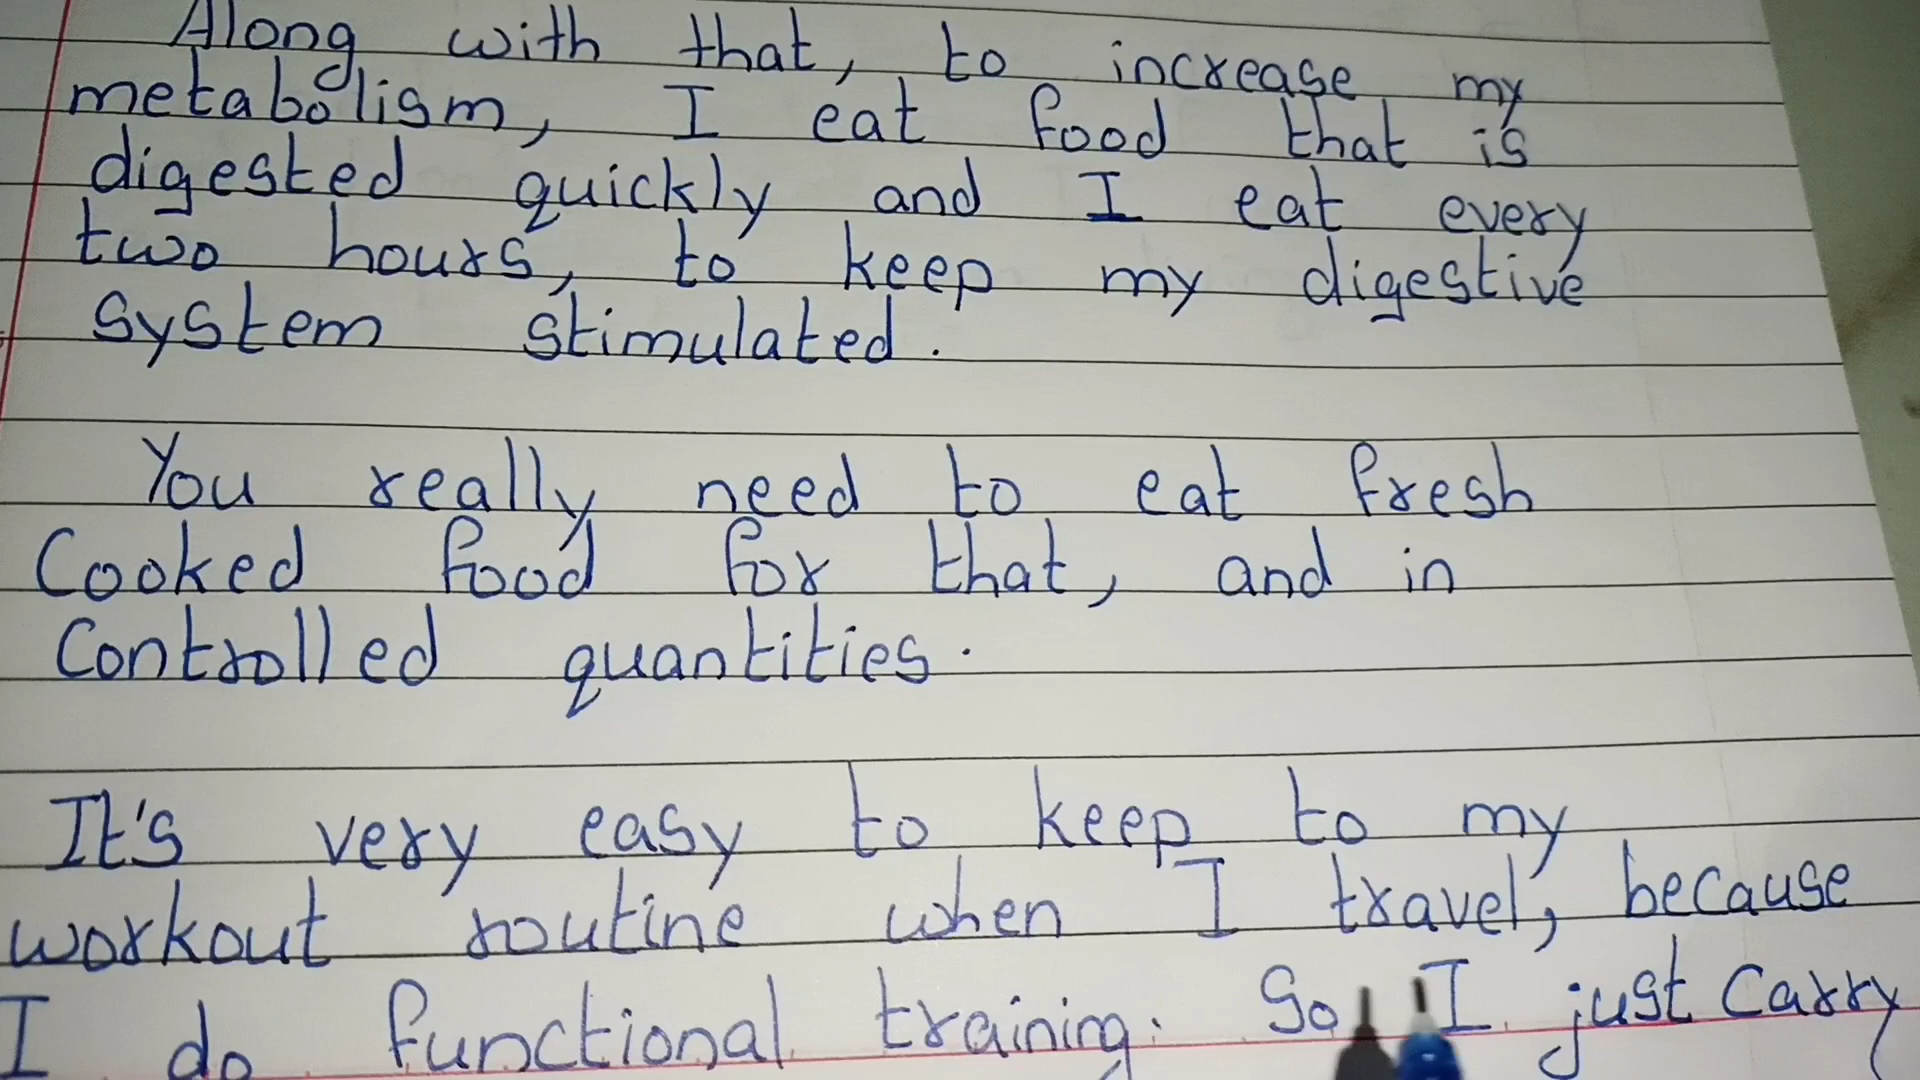 Along with that, to increase my
metabolism, I eat food that is
digested quickly and I eat every
two hours, to keep my digestive
system stimulated.
You really need to eat fresh
Cooked food for that, and in
Controlled quantities.
It's very easy to keep to my
workout routine when I travel, because
I do functional training. So I just carry